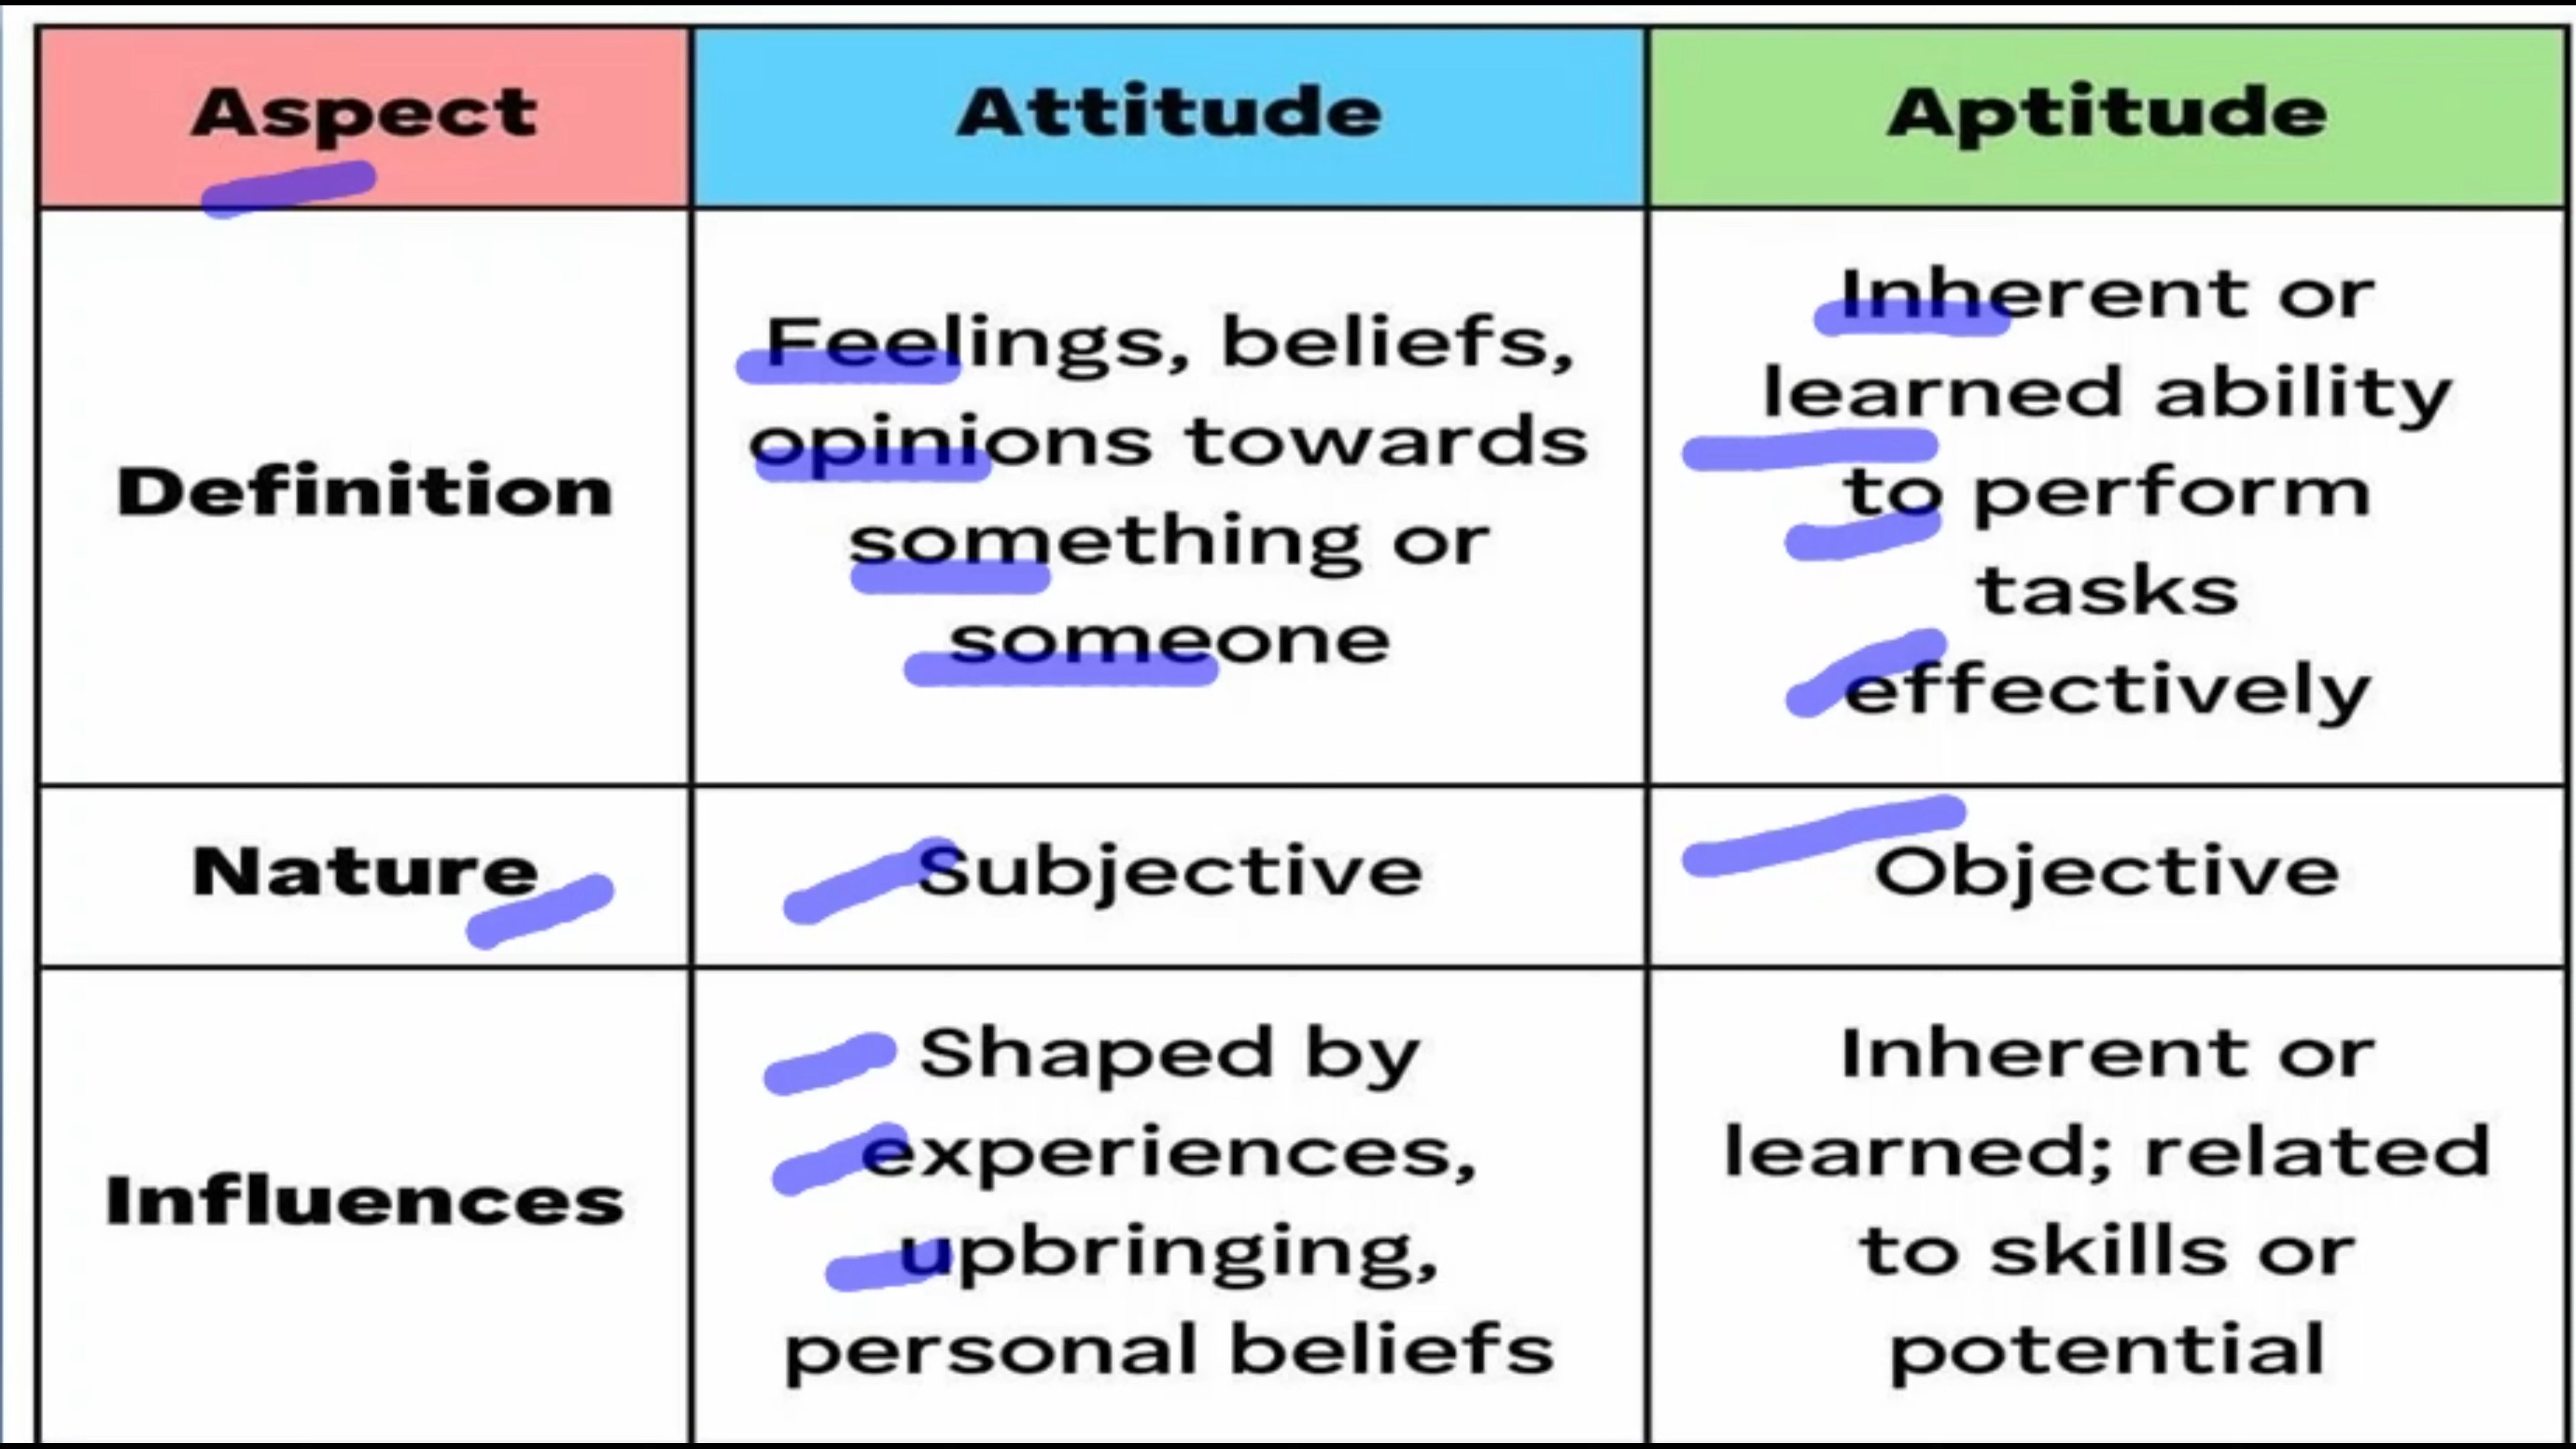 Aspect Attitude Aptitude
Definition
Feelings, beliefs,
opinions towards
something or
someone
Inherent or
learned ability
to perform
tasks
effectively
Nature Subjective Objective
Influences
Shaped by
experiences,
upbringing,
personal beliefs
Inherent or
learned; related
to skills or
potential